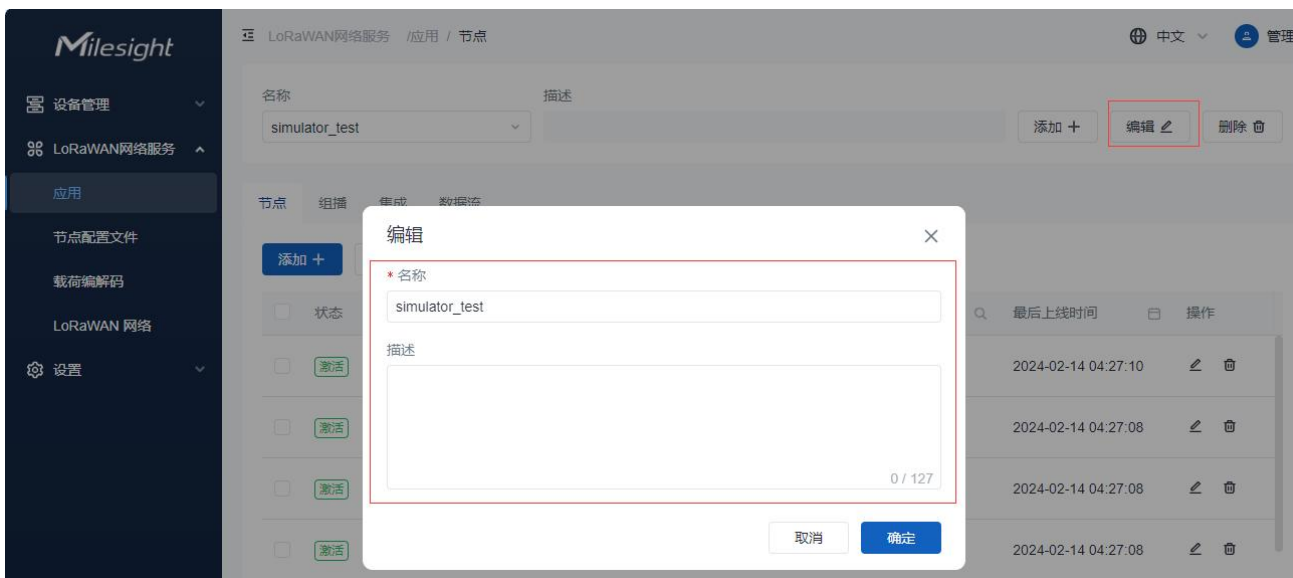 Milesight
LoRaWAN网络服务 /应用 / 节点
中文
设备管理
LoRaWAN网络服务
应用
节点配置文件
载荷编解码
LoRaWAN 网络
设置
名称
描述
simulator_test
添加 +
编辑
删除
节点 组播 集成 数据流
添加 +
状态
最后上线时间
操作
激活
2024-02-14 04:27:10
激活
2024-02-14 04:27:08
激活
2024-02-14 04:27:08
激活
2024-02-14 04:27:08
编辑
* 名称
simulator_test
描述
0 / 127
取消
确定